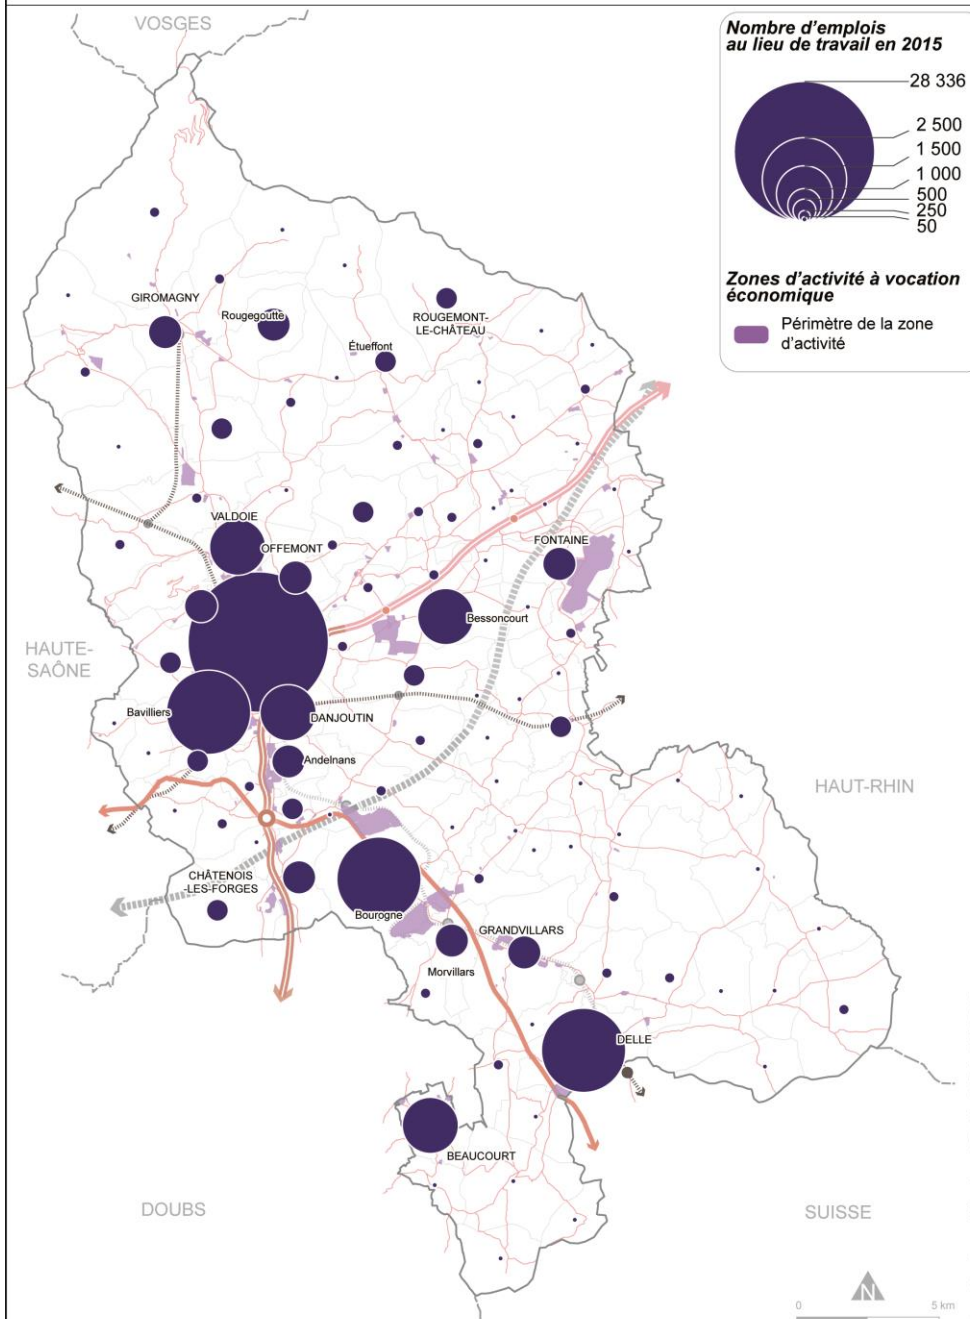 VOSGES
Nombre d'emplois
au lieu de travail en 2015
28 336
2 500
1 500
1 000
500
250
50
Zones d'activité à vocation
économique
Périmètre de la zone
d'activité
GIROMAGNY
Rougegoutte
ROUGEMONT-
LE-CHÂTEAU
Étueffont
VALDOIE
OFFEMONT
FONTAINE
Bessoncourt
HAUTE-
SAÔNE
Bavilliers
DANJOUTIN
Andelnans
HAUT-RHIN
CHÂTENOIS
-LES-FORGES
Bourogne
GRANDVILLARS
Morvillars
DELLE
BEAUCOURT
DOUBS
SUISSE
N
0 5 km